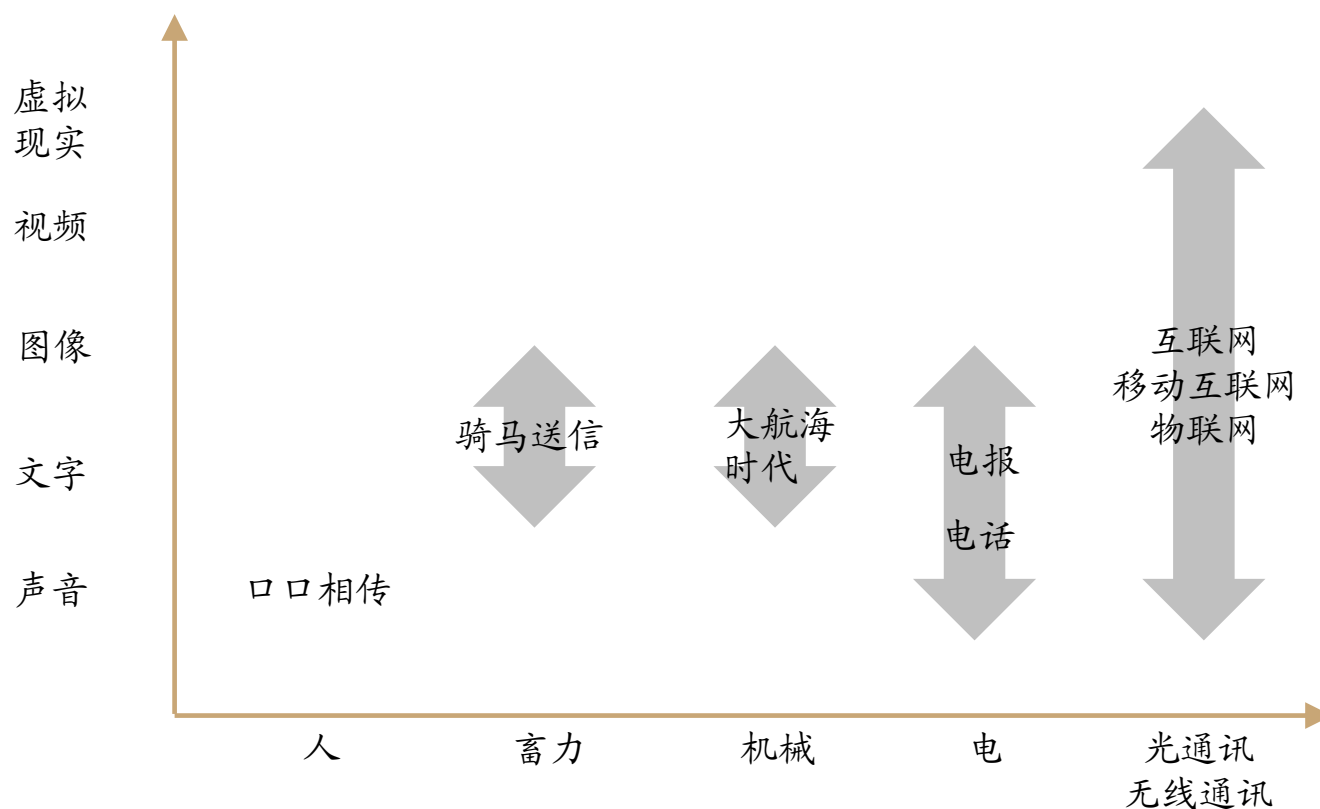 虚拟
现实
视频
图像
文字
声音
口口相传
骑马送信
大航海
时代
电报
电话
互联网
移动互联网
物联网
人
畜力
机械
电
光通讯
无线通讯